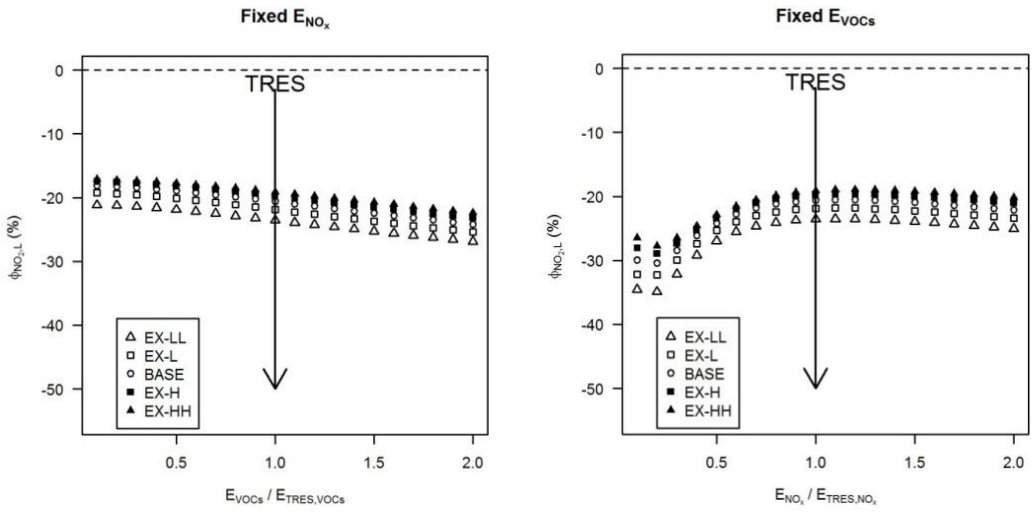 Fixed E_NOₓ
0
-10
-20
-30
-40
-50
ϕ_NO₂,L (%)
TRES
EX-LL
EX-L
BASE
EX-H
EX-HH
0.5
1.0
1.5
2.0
E_VOCs / E_TRES,VOCs
Fixed E_VOCs
0
-10
-20
-30
-40
-50
ϕ_NO₂,L (%)
TRES
EX-LL
EX-L
BASE
EX-H
EX-HH
0.5
1.0
1.5
2.0
E_NOₓ / E_TRES,NOₓ